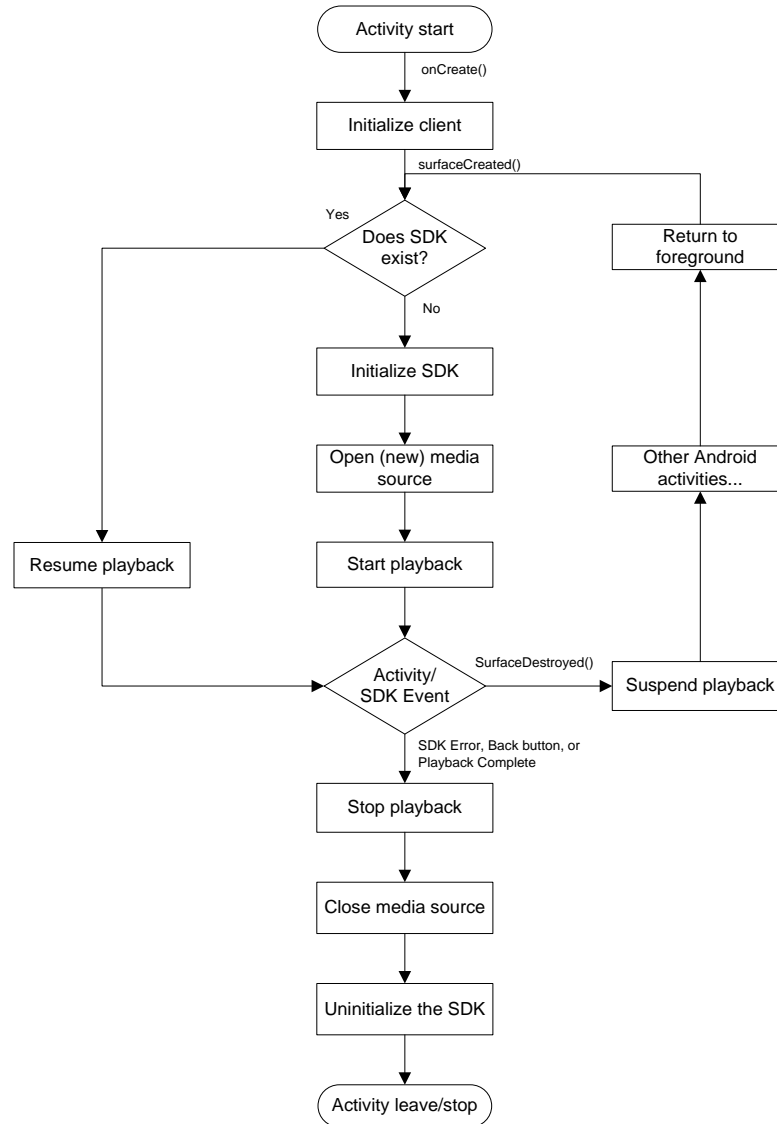 Activity start
onCreate()
Initialize client
surfaceCreated()
Yes
Does SDK
exist?
Return to
foreground
No
Initialize SDK
Open (new) media
source
Other Android
activities...
Resume playback
Start playback
Activity/
SDK Event
SurfaceDestroyed()
Suspend playback
SDK Error, Back button, or
Playback Complete
Stop playback
Close media source
Uninitialize the SDK
Activity leave/stop